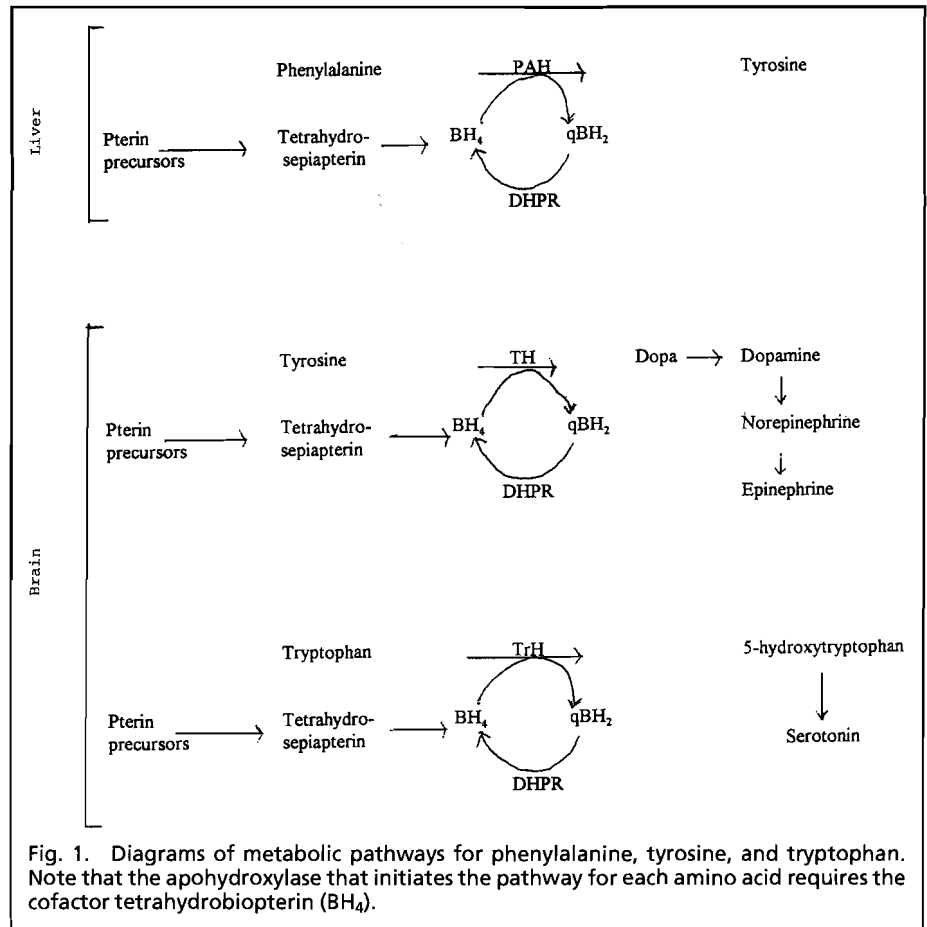 Liver
Phenylalanine PAH Tyrosine
Pterin precursors
Tetrahydro-
sepiapterin
BH₄ qBH₂
DHPR
Brain
Tyrosine TH Dopa Dopamine
Pterin precursors
Tetrahydro-
sepiapterin
BH₄ qBH₂
Norepinephrine
DHPR
Epinephrine
Tryptophan TrH 5-hydroxytryptophan
Pterin precursors
Tetrahydro-
sepiapterin
BH₄ qBH₂
Serotonin
DHPR
Fig. 1. Diagrams of metabolic pathways for phenylalanine, tyrosine, and tryptophan.
Note that the apohydroxylase that initiates the pathway for each amino acid requires the
cofactor tetrahydrobiopterin (BH₄).